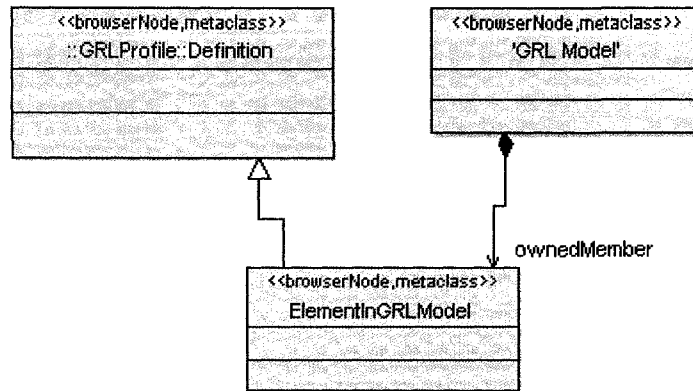 <<browserNode,metaclass>>
::GRLProfile::Definition
<<browserNode,metaclass>>
'GRL Model'
ownedMember
<<browserNode,metaclass>>
ElementInGRLModel